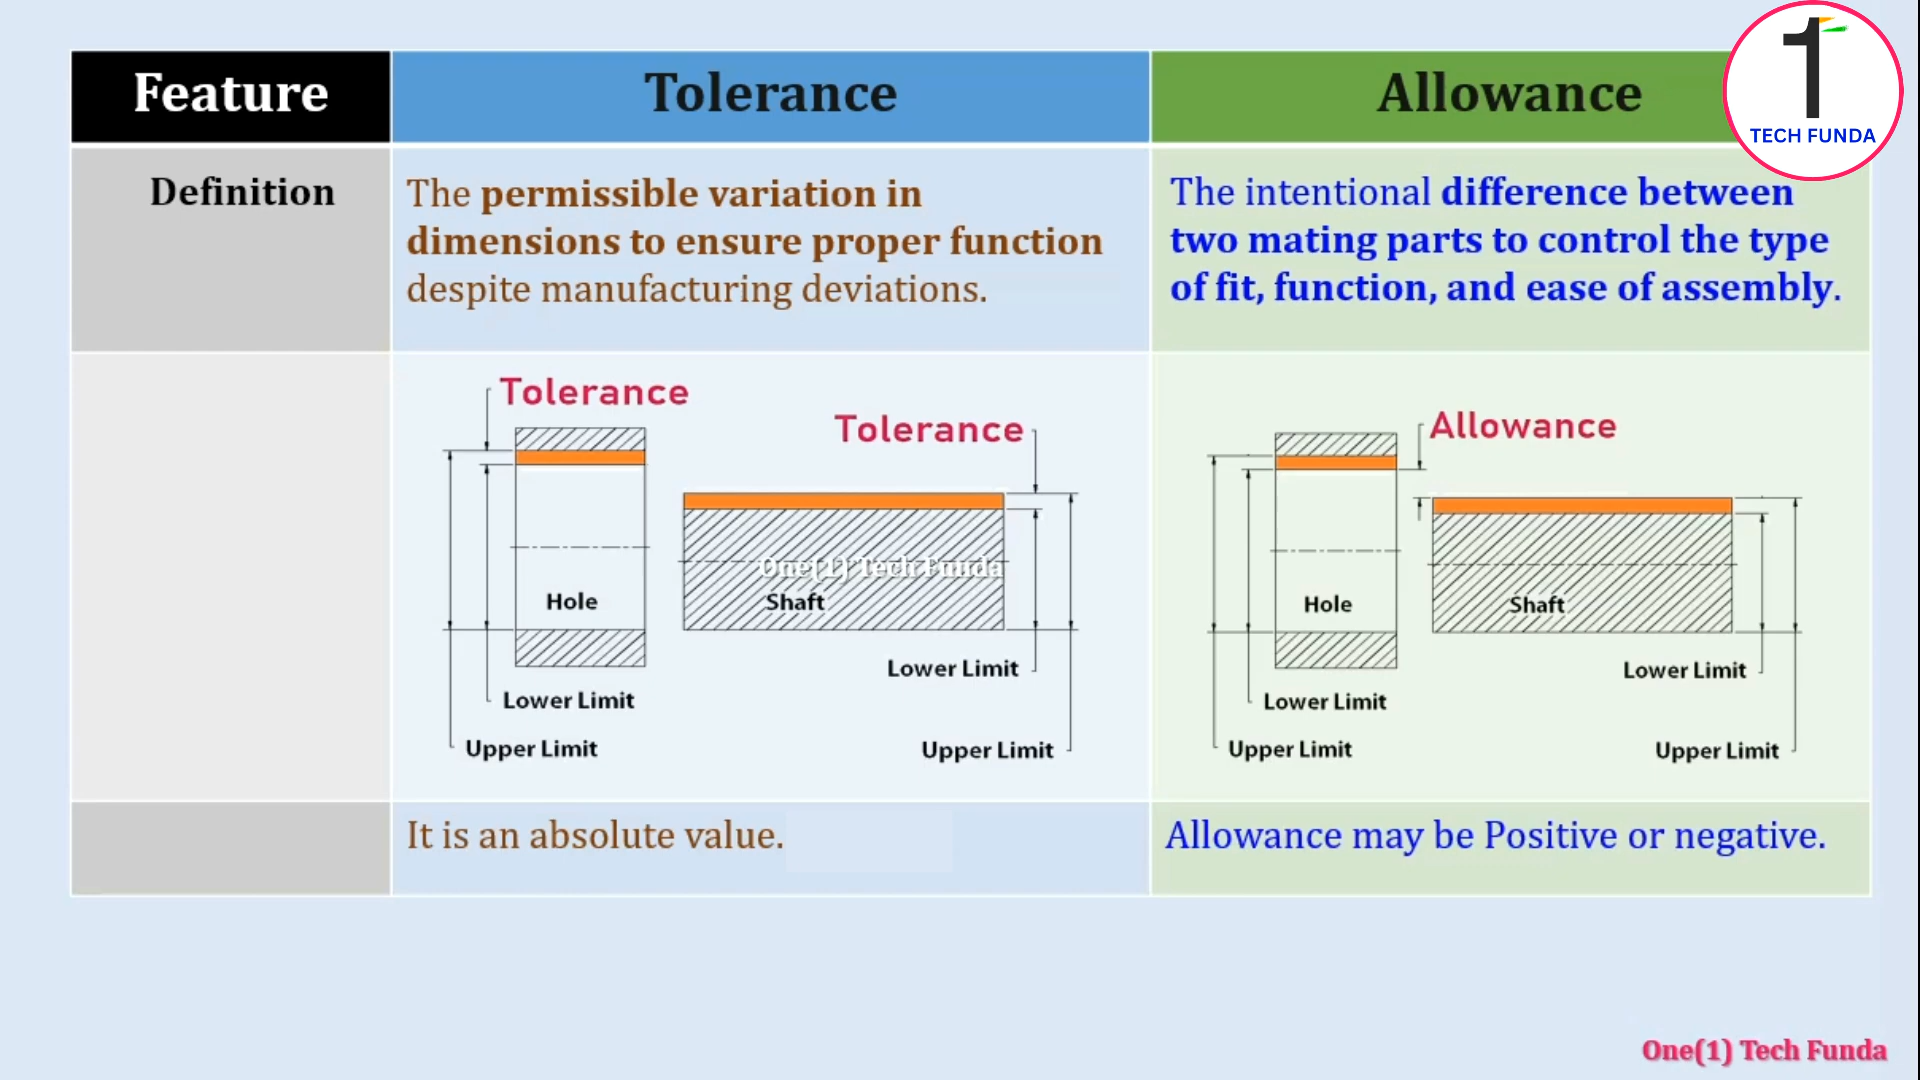 Feature
Tolerance
Allowance
1
TECH FUNDA
Definition
The permissible variation in
dimensions to ensure proper function
despite manufacturing deviations.
The intentional difference between
two mating parts to control the type
of fit, function, and ease of assembly.
Tolerance
Tolerance
One(1) Tech Funda
Hole
Shaft
Lower Limit
Lower Limit
Upper Limit
Upper Limit
Allowance
Hole
Shaft
Lower Limit
Lower Limit
Upper Limit
Upper Limit
It is an absolute value.
Allowance may be Positive or negative.
One(1) Tech Funda